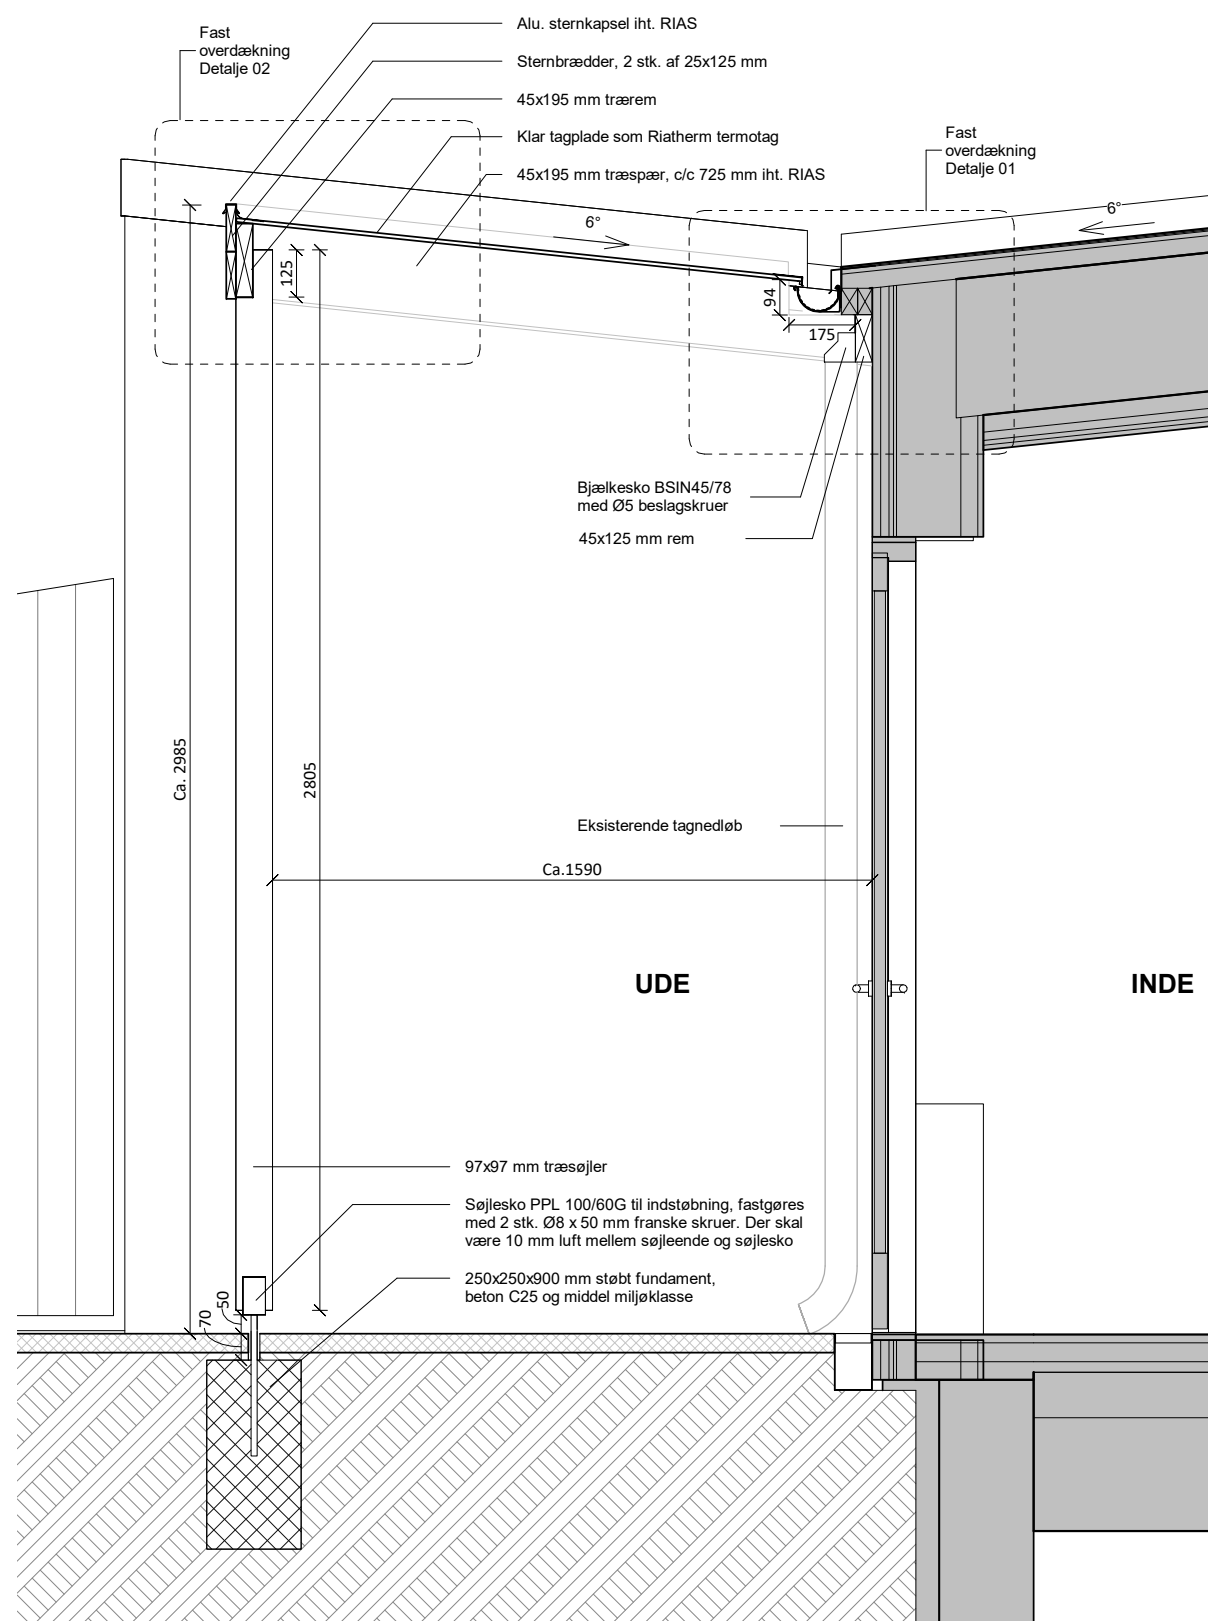 Alu. sternkapsel iht. RIAS
Fast
overdækning
Detalje 02
Sternbrædder, 2 stk. af 25x125 mm
45x195 mm trærem
Klar tagplade som Riatherm termotag
45x195 mm træspær, c/c 725 mm iht. RIAS
Fast
overdækning
Detalje 01
6°
6°
125
94
175
Bjælkesko BSIN45/78
med Ø5 beslagskruer
45x125 mm rem
Ca. 2985
2805
Eksisterende tagnedløb
Ca.1590
UDE
INDE
97x97 mm træsøjler
Søjlesko PPL 100/60G til indstøbning, fastgøres
med 2 stk. Ø8 x 50 mm franske skruer. Der skal
være 10 mm luft mellem søjleende og søjlesko
250x250x900 mm støbt fundament,
beton C25 og middel miljøklasse
50
70